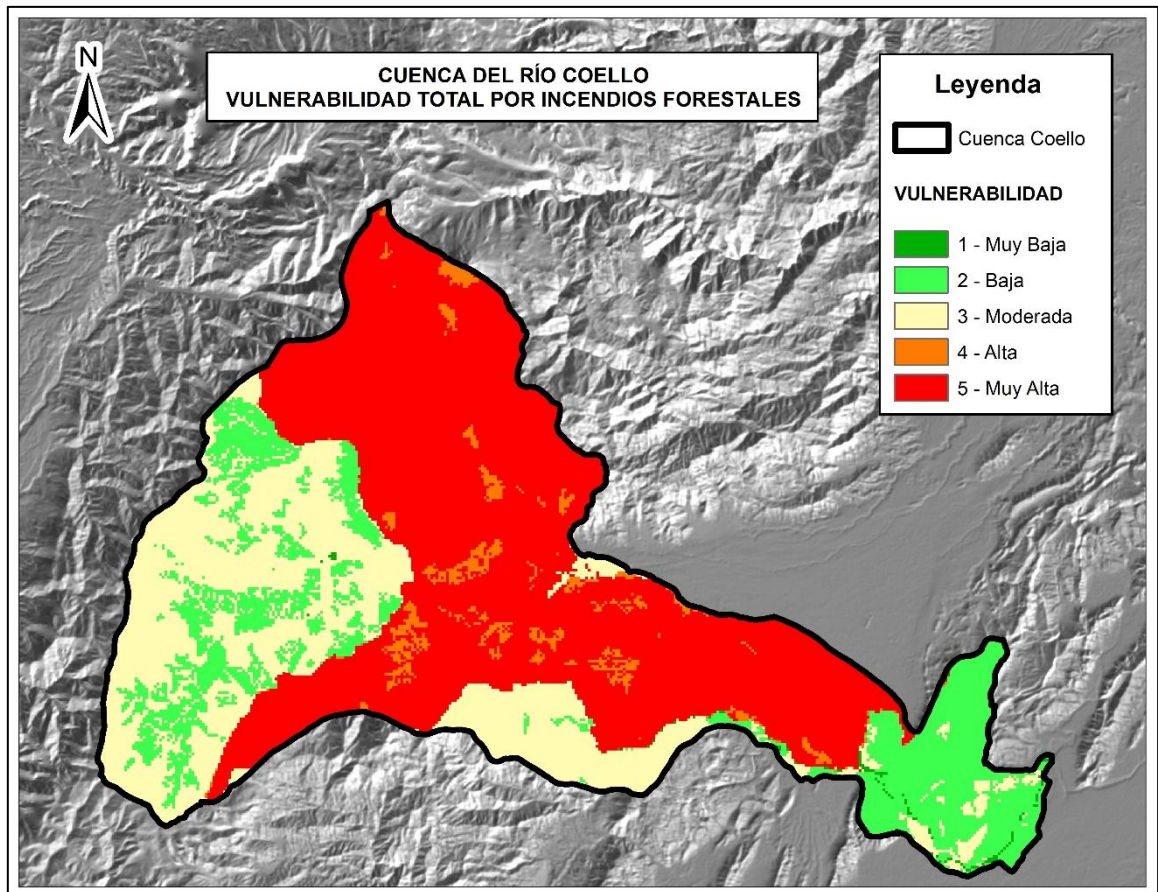 N
CUENCA DEL RÍO COELLO
VULNERABILIDAD TOTAL POR INCENDIOS FORESTALES
Leyenda
Cuenca Coello
VULNERABILIDAD
1 - Muy Baja
2 - Baja
3 - Moderada
4 - Alta
5 - Muy Alta